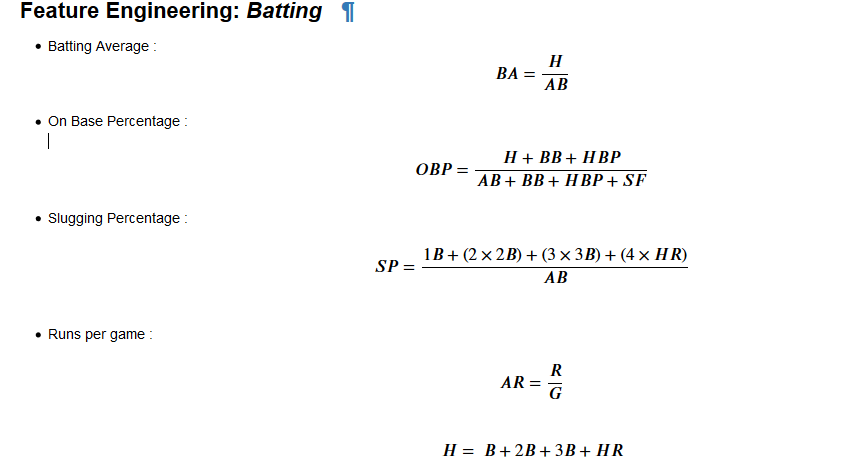 Feature Engineering: Batting ¶
• Batting Average :
BA = H / AB
• On Base Percentage :
OBP = H + BB + HBP / AB + BB + HBP + SF
• Slugging Percentage :
SP = 1B + (2 × 2B) + (3 × 3B) + (4 × HR) / AB
• Runs per game :
AR = R / G
H = B + 2B + 3B + HR